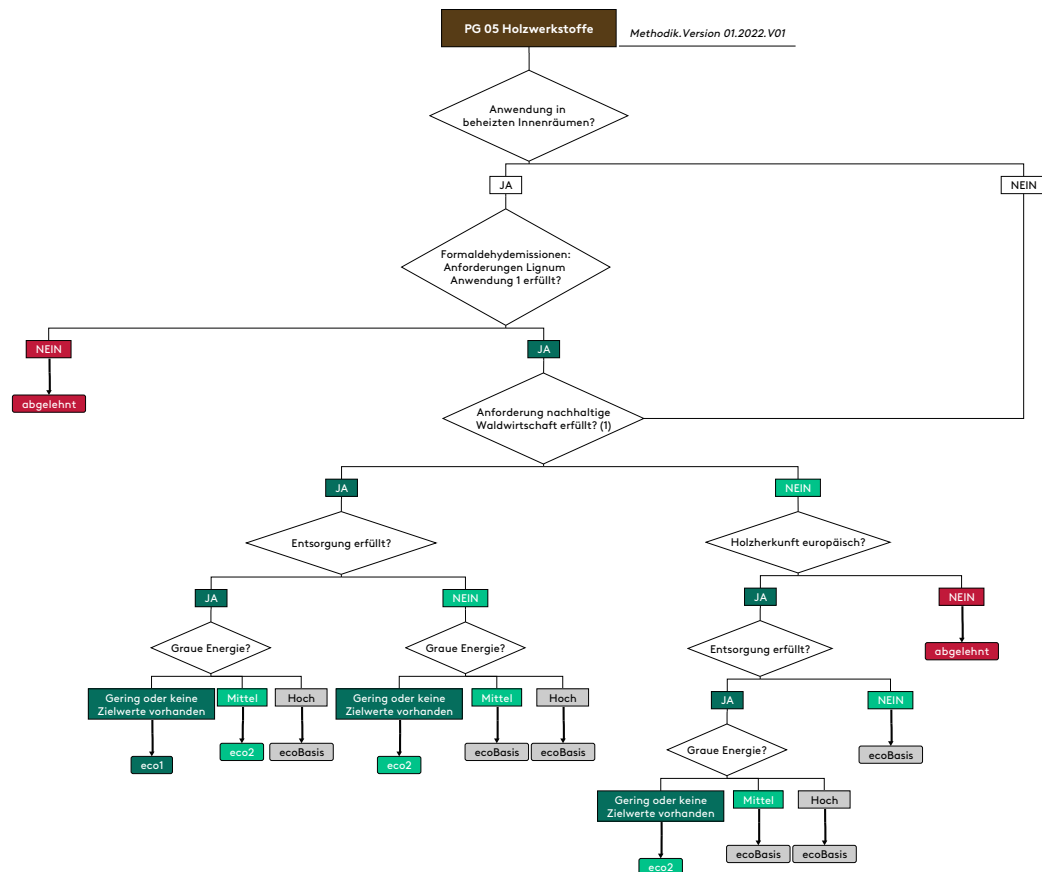 PG 05 Holzwerkstoffe
Methodik.Version 01.2022.V01
Anwendung in
beheizten Innenräumen?
JA
NEIN
Formaldehydemissionen:
Anforderungen Lignum
Anwendung 1 erfüllt?
NEIN
JA
abgelehnt
Anforderung nachhaltige
Waldwirtschaft erfüllt? (1)
JA
NEIN
Entsorgung erfüllt?
Holzherkunft europäisch?
JA
NEIN
JA
NEIN
Graue Energie?
Graue Energie?
Entsorgung erfüllt?
abgelehnt
Gering oder keine
Zielwerte vorhanden
Mittel
Hoch
Gering oder keine
Zielwerte vorhanden
Mittel
Hoch
JA
NEIN
eco1
eco2
ecoBasis
eco2
ecoBasis
ecoBasis
Graue Energie?
ecoBasis
Gering oder keine
Zielwerte vorhanden
Mittel
Hoch
eco2
ecoBasis
ecoBasis